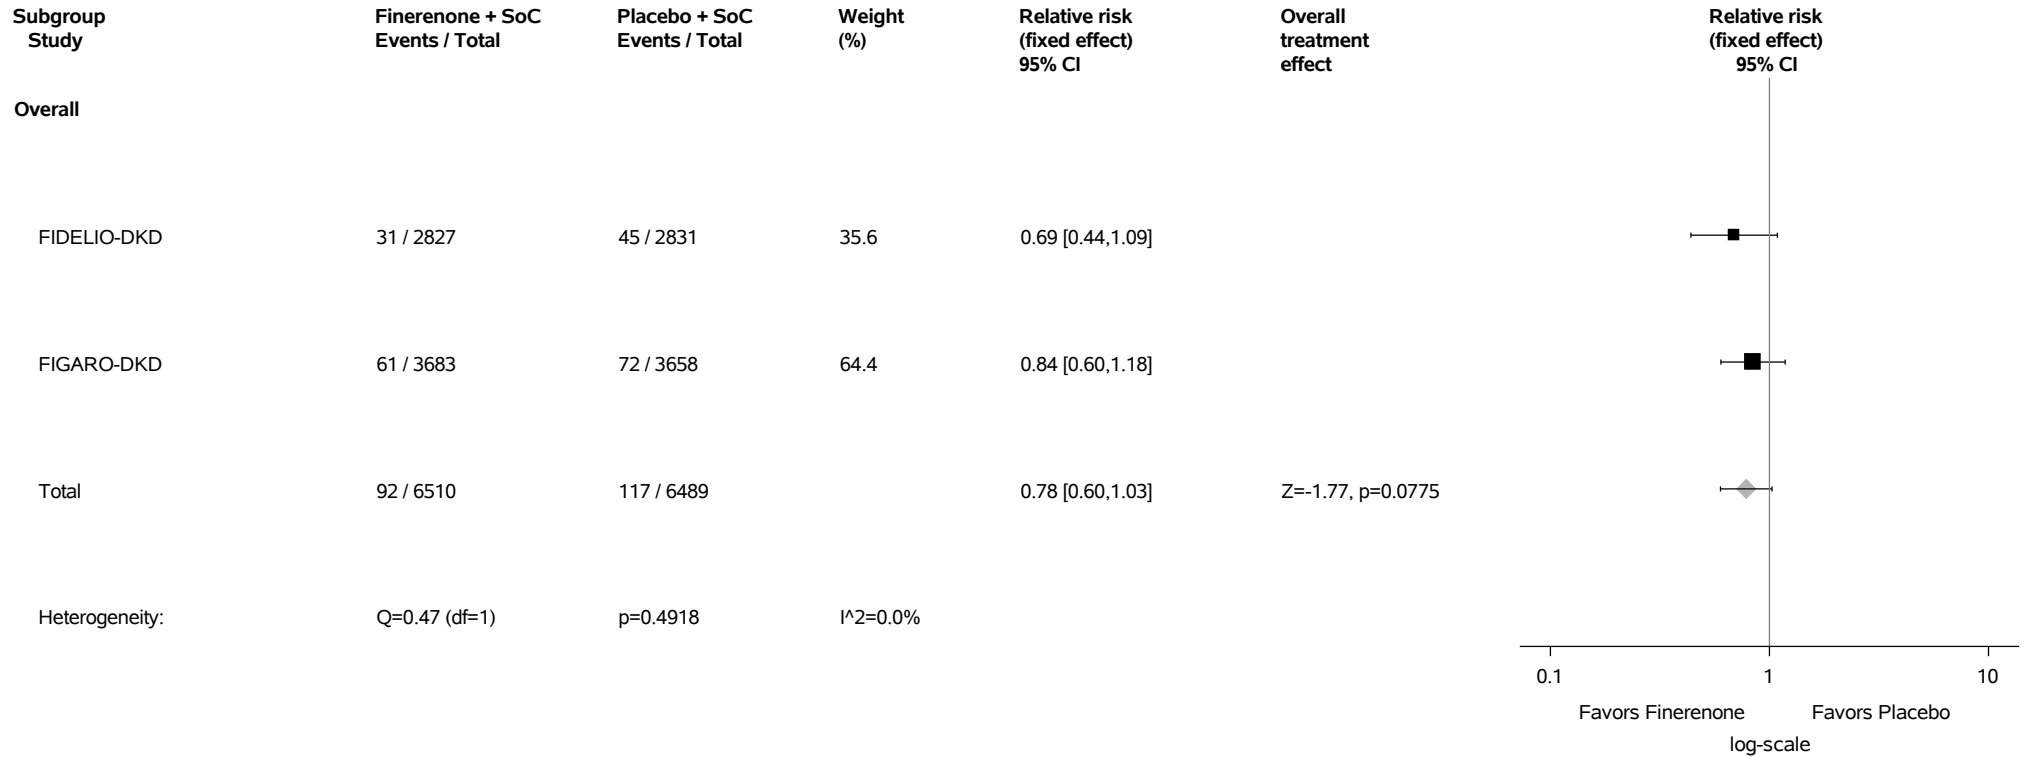 Subgroup Finerenone + SoC Placebo + SoC Weight Relative risk Overall Relative risk
Study Events / Total Events / Total (%) (fixed effect) treatment (fixed effect)
95% CI effect 95% CI
Overall
FIDELIO-DKD 31 / 2827 45 / 2831 35.6 0.69 [0.44,1.09]
FIGARO-DKD 61 / 3683 72 / 3658 64.4 0.84 [0.60,1.18]
Total 92 / 6510 117 / 6489 0.78 [0.60,1.03] Z=-1.77, p=0.0775
Heterogeneity: Q=0.47 (df=1) p=0.4918 I^2=0.0%
0.1 1 10
Favors Finerenone Favors Placebo
log-scale